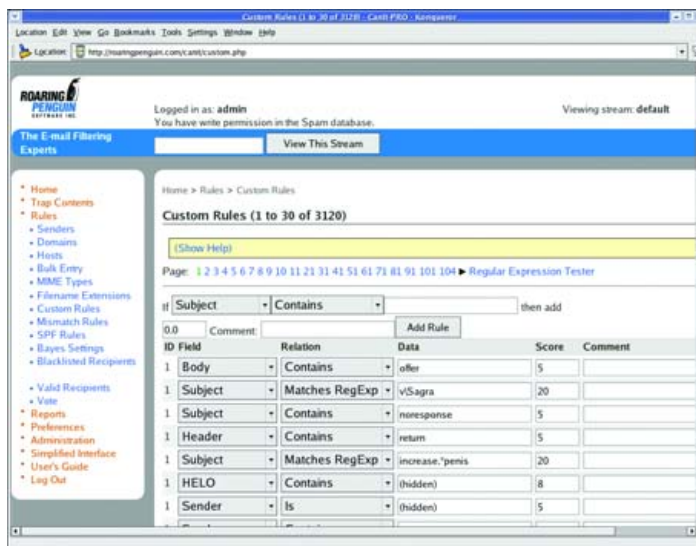 Custom Rules (1 to 30 of 3120) - CanIt-PRO - Konqueror
Location Edit View Go Bookmarks Tools Settings Window Help
Location: http://roaringpenguin.com/canit/custom.php
ROARING
PENGUIN
SOFTWARE INC.
Logged in as: admin
Viewing stream: default
You have write permission in the Spam database.
The E-mail Filtering
Experts
View This Stream
Home
Trap Contents
Rules
Senders
Domains
Hosts
Bulk Entry
MIME Types
Filename Extensions
Custom Rules
Mismatch Rules
SPF Rules
Bayes Settings
Blacklisted Recipients
Valid Recipients
Vote
Reports
Preferences
Administration
Simplified Interface
User's Guide
Log Out
Home > Rules > Custom Rules
Custom Rules (1 to 30 of 3120)
(Show Help)
Page: 1 2 3 4 5 6 7 8 9 10 11 21 31 41 51 61 71 81 91 101 104 ▶ Regular Expression Tester
If Subject Contains then add
0.0 Comment: Add Rule
ID Field Relation Data Score Comment
1 Body Contains offer 5
1 Subject Matches RegExp v\Sagra 20
1 Subject Contains noresponse 5
1 Header Contains return 5
1 Subject Matches RegExp increase.*penis 20
1 HELO Contains (hidden) 8
1 Sender Is (hidden) 5